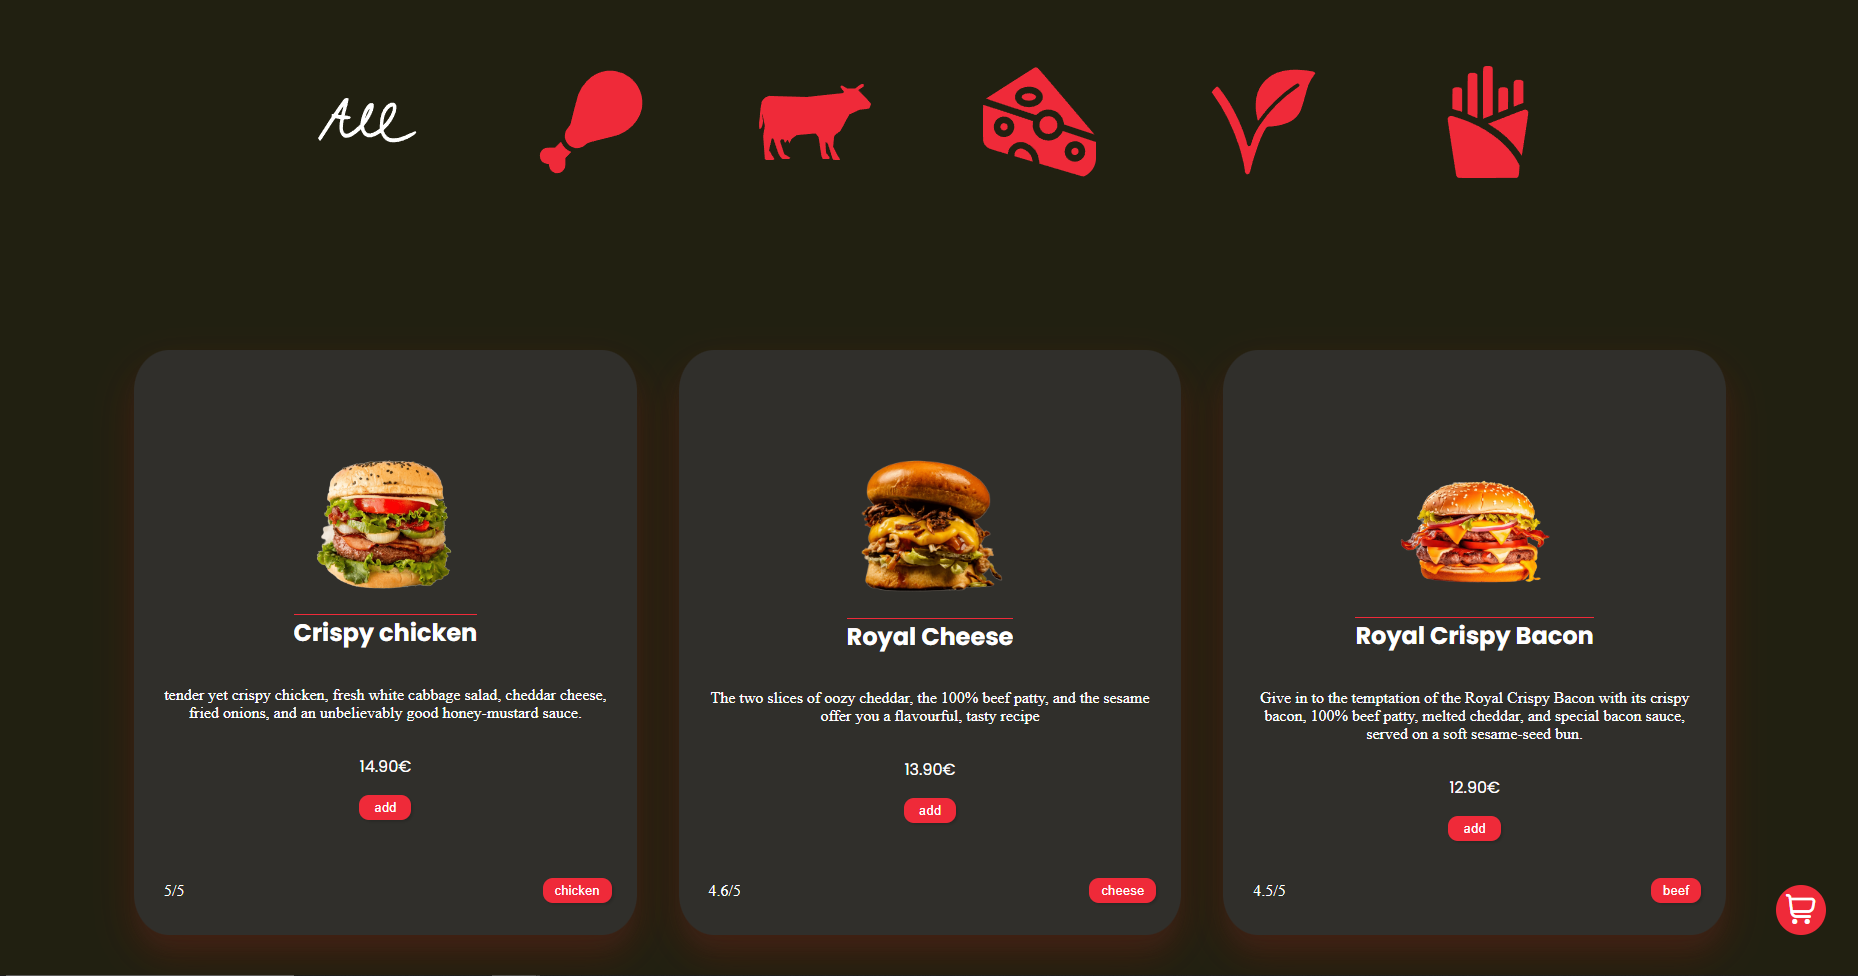 All
Crispy chicken
tender yet crispy chicken, fresh white cabbage salad, cheddar cheese,
fried onions, and an unbelievably good honey-mustard sauce.
14.90€
add
5/5
chicken
Royal Cheese
The two slices of oozy cheddar, the 100% beef patty, and the sesame
offer you a flavourful, tasty recipe
13.90€
add
4.6/5
cheese
Royal Crispy Bacon
Give in to the temptation of the Royal Crispy Bacon with its crispy
bacon, 100% beef patty, melted cheddar, and special bacon sauce,
served on a soft sesame-seed bun.
12.90€
add
4.5/5
beef